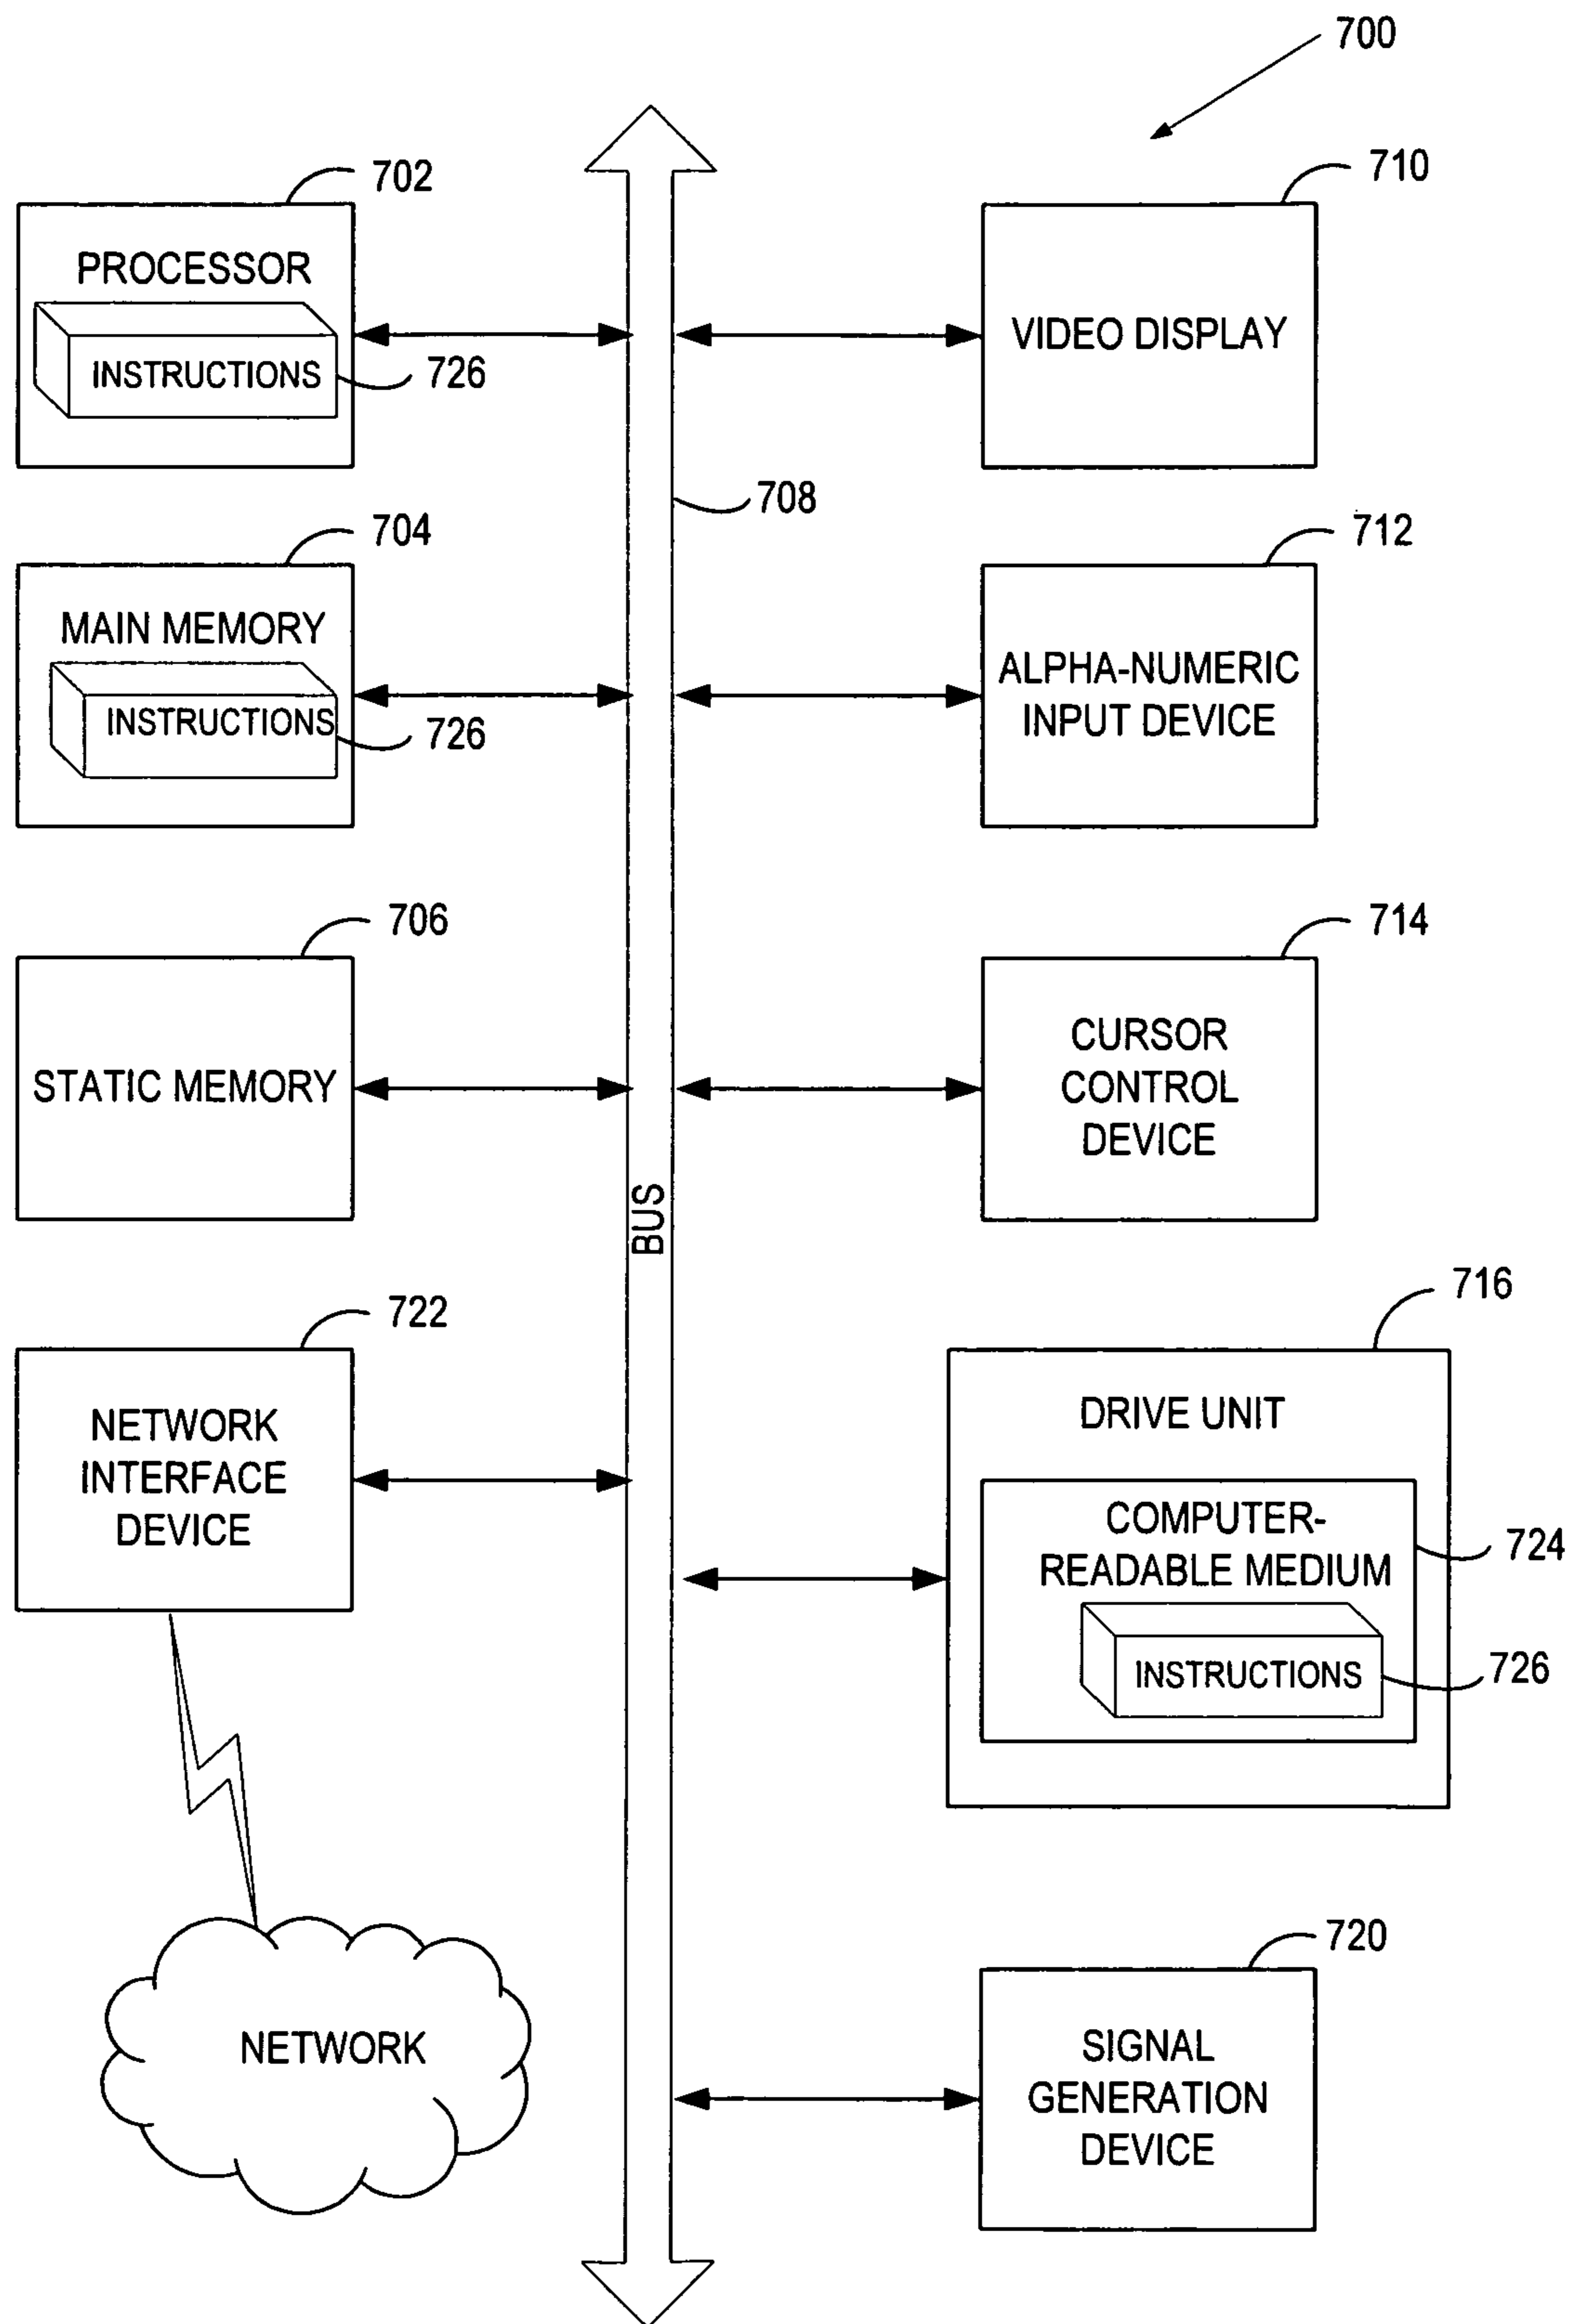 700
702
PROCESSOR
INSTRUCTIONS
726
710
VIDEO DISPLAY
708
704
MAIN MEMORY
INSTRUCTIONS
726
712
ALPHA-NUMERIC
INPUT DEVICE
706
STATIC MEMORY
714
CURSOR
CONTROL
DEVICE
BUS
722
NETWORK
INTERFACE
DEVICE
716
DRIVE UNIT
COMPUTER-
READABLE MEDIUM
724
INSTRUCTIONS
726
NETWORK
720
SIGNAL
GENERATION
DEVICE